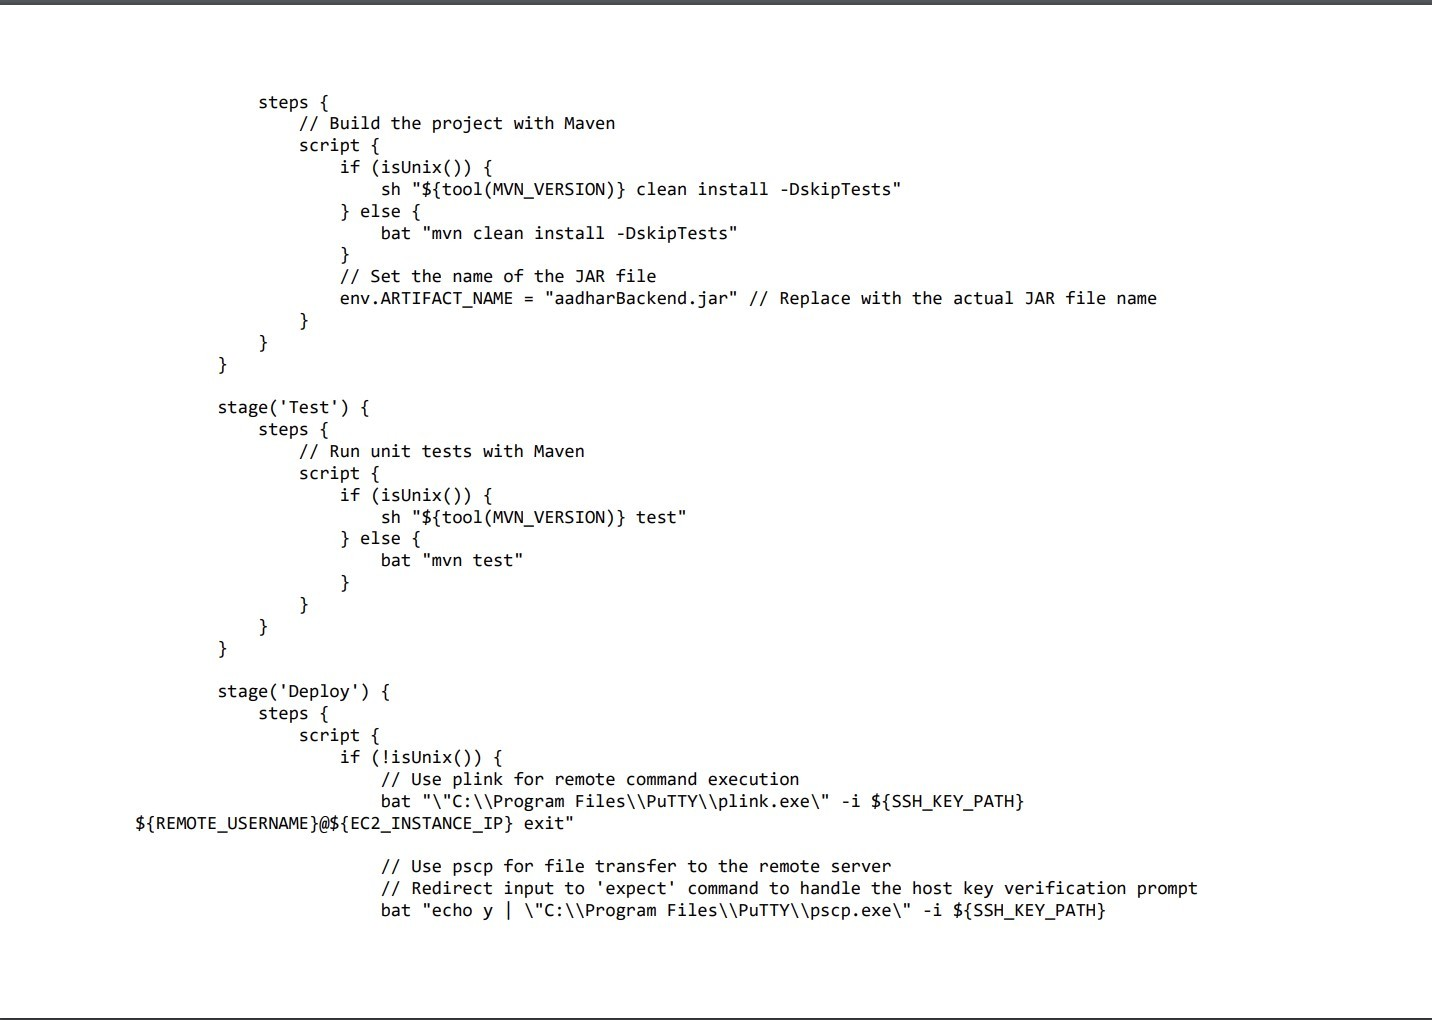 steps {
// Build the project with Maven
script {
if (isUnix()) {
sh "${tool(MVN_VERSION)} clean install -DskipTests"
} else {
bat "mvn clean install -DskipTests"
}
// Set the name of the JAR file
env.ARTIFACT_NAME = "aadharBackend.jar" // Replace with the actual JAR file name
}
}
}
stage('Test') {
steps {
// Run unit tests with Maven
script {
if (isUnix()) {
sh "${tool(MVN_VERSION)} test"
} else {
bat "mvn test"
}
}
}
}
stage('Deploy') {
steps {
script {
if (!isUnix()) {
// Use plink for remote command execution
bat "\"C:\\Program Files\\PuTTY\\plink.exe\" -i ${SSH_KEY_PATH}
${REMOTE_USERNAME}@${EC2_INSTANCE_IP} exit"
// Use pscp for file transfer to the remote server
// Redirect input to 'expect' command to handle the host key verification prompt
bat "echo y | \"C:\\Program Files\\PuTTY\\pscp.exe\" -i ${SSH_KEY_PATH}